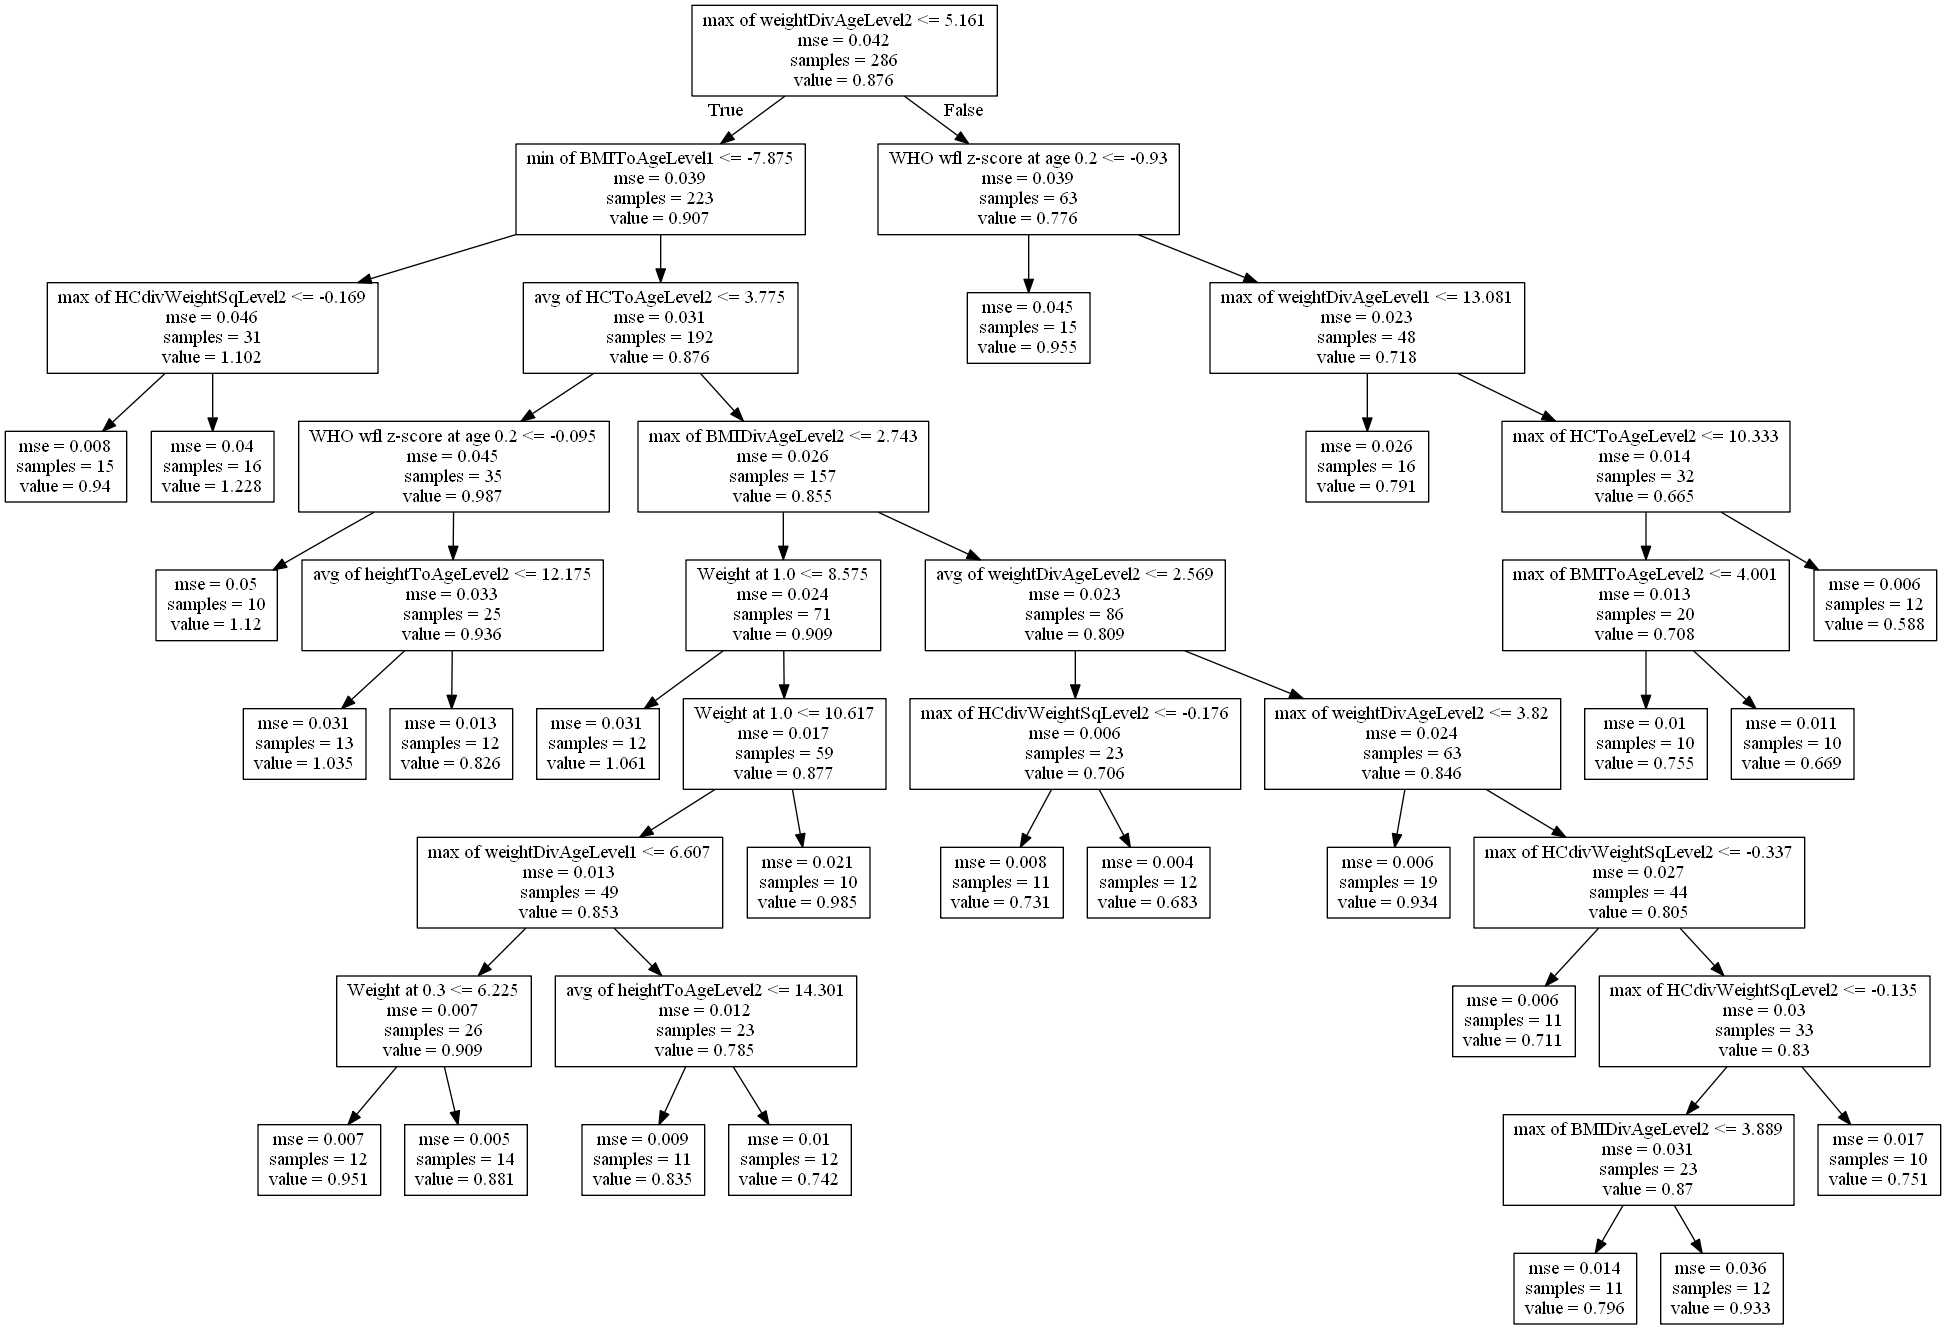 max of weightDivAgeLevel2 <= 5.161
mse = 0.042
samples = 286
value = 0.876
True
False
min of BMIToAgeLevel1 <= -7.875
mse = 0.039
samples = 223
value = 0.907
WHO wfl z-score at age 0.2 <= -0.93
mse = 0.039
samples = 63
value = 0.776
max of HCdivWeightSqLevel2 <= -0.169
mse = 0.046
samples = 31
value = 1.102
avg of HCToAgeLevel2 <= 3.775
mse = 0.031
samples = 192
value = 0.876
mse = 0.045
samples = 15
value = 0.955
max of weightDivAgeLevel1 <= 13.081
mse = 0.023
samples = 48
value = 0.718
mse = 0.008
samples = 15
value = 0.94
mse = 0.04
samples = 16
value = 1.228
WHO wfl z-score at age 0.2 <= -0.095
mse = 0.045
samples = 35
value = 0.987
max of BMIDivAgeLevel2 <= 2.743
mse = 0.026
samples = 157
value = 0.855
mse = 0.026
samples = 16
value = 0.791
max of HCToAgeLevel2 <= 10.333
mse = 0.014
samples = 32
value = 0.665
mse = 0.05
samples = 10
value = 1.12
avg of heightToAgeLevel2 <= 12.175
mse = 0.033
samples = 25
value = 0.936
Weight at 1.0 <= 8.575
mse = 0.024
samples = 71
value = 0.909
avg of weightDivAgeLevel2 <= 2.569
mse = 0.023
samples = 86
value = 0.809
max of BMIToAgeLevel2 <= 4.001
mse = 0.013
samples = 20
value = 0.708
mse = 0.006
samples = 12
value = 0.588
mse = 0.031
samples = 13
value = 1.035
mse = 0.013
samples = 12
value = 0.826
mse = 0.031
samples = 12
value = 1.061
Weight at 1.0 <= 10.617
mse = 0.017
samples = 59
value = 0.877
max of HCdivWeightSqLevel2 <= -0.176
mse = 0.006
samples = 23
value = 0.706
max of weightDivAgeLevel2 <= 3.82
mse = 0.024
samples = 63
value = 0.846
mse = 0.01
samples = 10
value = 0.755
mse = 0.011
samples = 10
value = 0.669
max of weightDivAgeLevel1 <= 6.607
mse = 0.013
samples = 49
value = 0.853
mse = 0.021
samples = 10
value = 0.985
mse = 0.008
samples = 11
value = 0.731
mse = 0.004
samples = 12
value = 0.683
mse = 0.006
samples = 19
value = 0.934
max of HCdivWeightSqLevel2 <= -0.337
mse = 0.027
samples = 44
value = 0.805
Weight at 0.3 <= 6.225
mse = 0.007
samples = 26
value = 0.909
avg of heightToAgeLevel2 <= 14.301
mse = 0.012
samples = 23
value = 0.785
mse = 0.006
samples = 11
value = 0.711
max of HCdivWeightSqLevel2 <= -0.135
mse = 0.03
samples = 33
value = 0.83
mse = 0.007
samples = 12
value = 0.951
mse = 0.005
samples = 14
value = 0.881
mse = 0.009
samples = 11
value = 0.835
mse = 0.01
samples = 12
value = 0.742
max of BMIDivAgeLevel2 <= 3.889
mse = 0.031
samples = 23
value = 0.87
mse = 0.017
samples = 10
value = 0.751
mse = 0.014
samples = 11
value = 0.796
mse = 0.036
samples = 12
value = 0.933